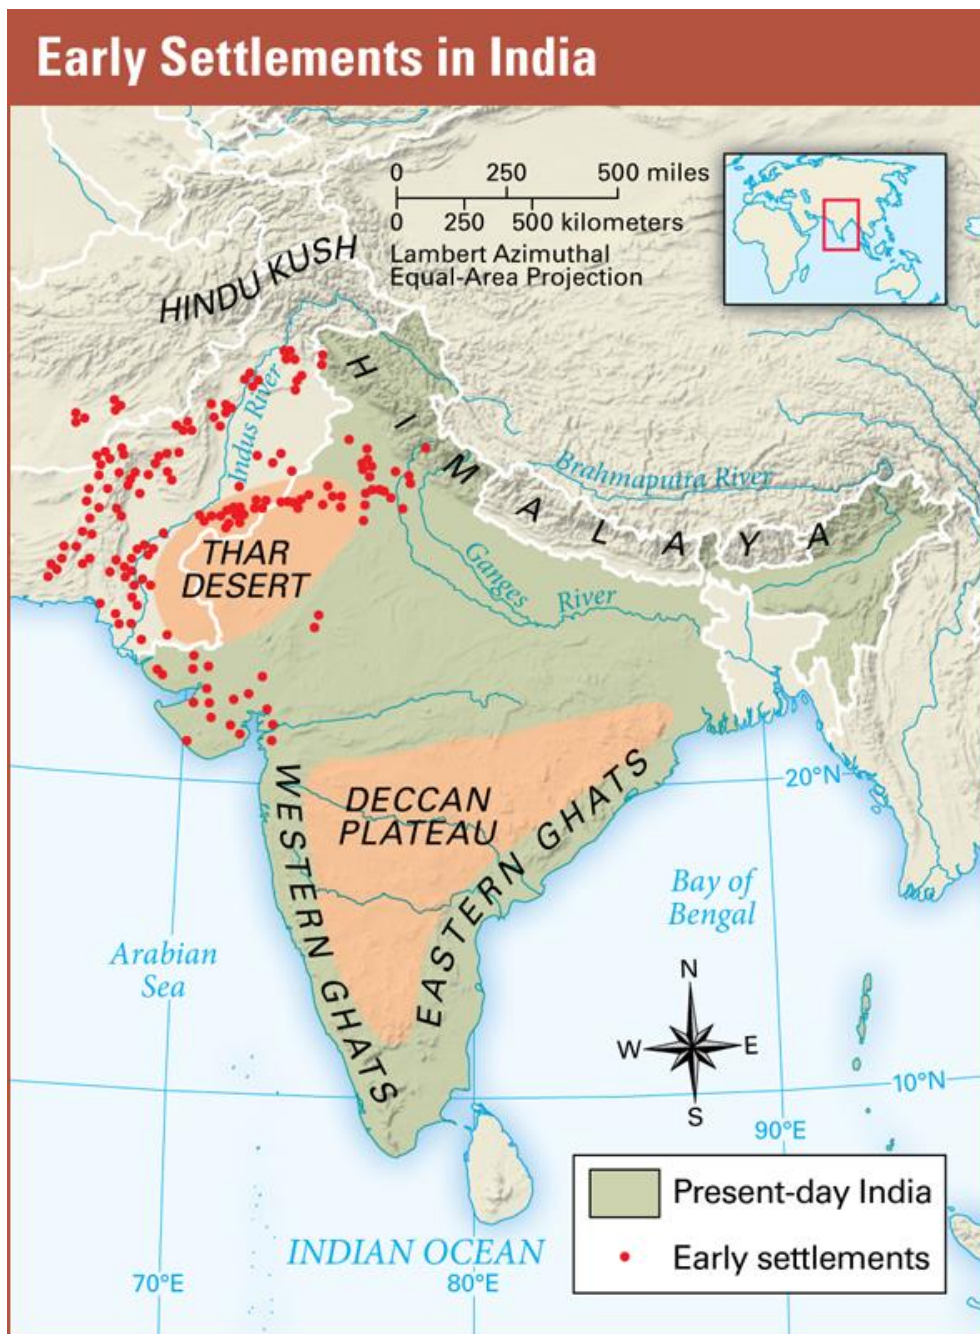 Early Settlements in India
0 250 500 miles
0 250 500 kilometers
Lambert Azimuthal
Equal-Area Projection
HINDU KUSH
HIMALAYA
Indus River
Brahmaputra River
THAR
DESERT
Ganges River
20°N
DECCAN
PLATEAU
WESTERN GHATS
EASTERN GHATS
Bay of
Bengal
Arabian
Sea
N
W E
S
10°N
90°E
Present-day India
Early settlements
INDIAN OCEAN
70°E 80°E